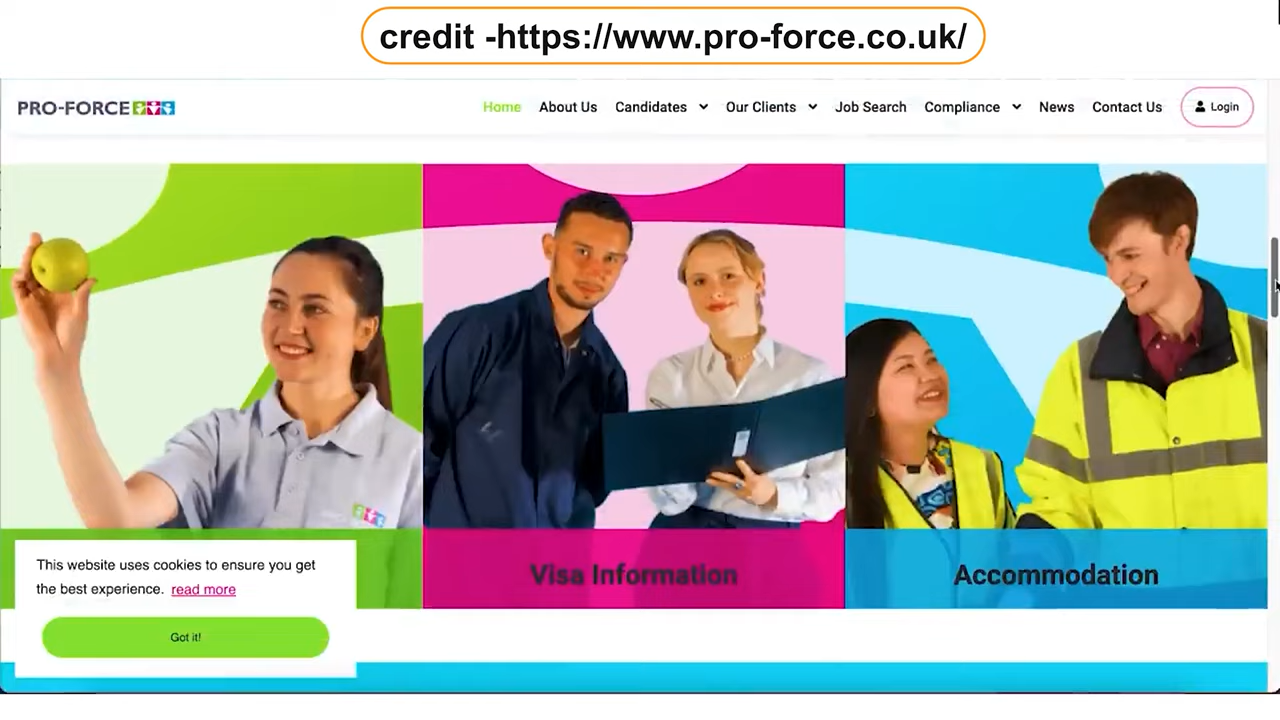 credit -https://www.pro-force.co.uk/
PRO-FORCE
Home About Us Candidates Our Clients Job Search Compliance News Contact Us Login
Visa Information
Accommodation
This website uses cookies to ensure you get
the best experience. read more
Got it!